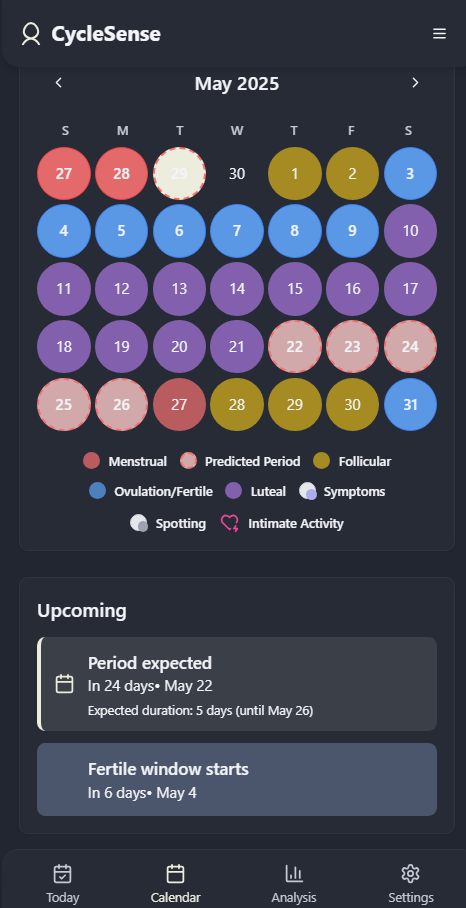 CycleSense
May 2025
S M T W T F S
27 28 29 30 1 2 3
4 5 6 7 8 9 10
11 12 13 14 15 16 17
18 19 20 21 22 23 24
25 26 27 28 29 30 31
Menstrual Predicted Period Follicular
Ovulation/Fertile Luteal Symptoms
Spotting Intimate Activity
Upcoming
Period expected
In 24 days• May 22
Expected duration: 5 days (until May 26)
Fertile window starts
In 6 days• May 4
Today Calendar Analysis Settings